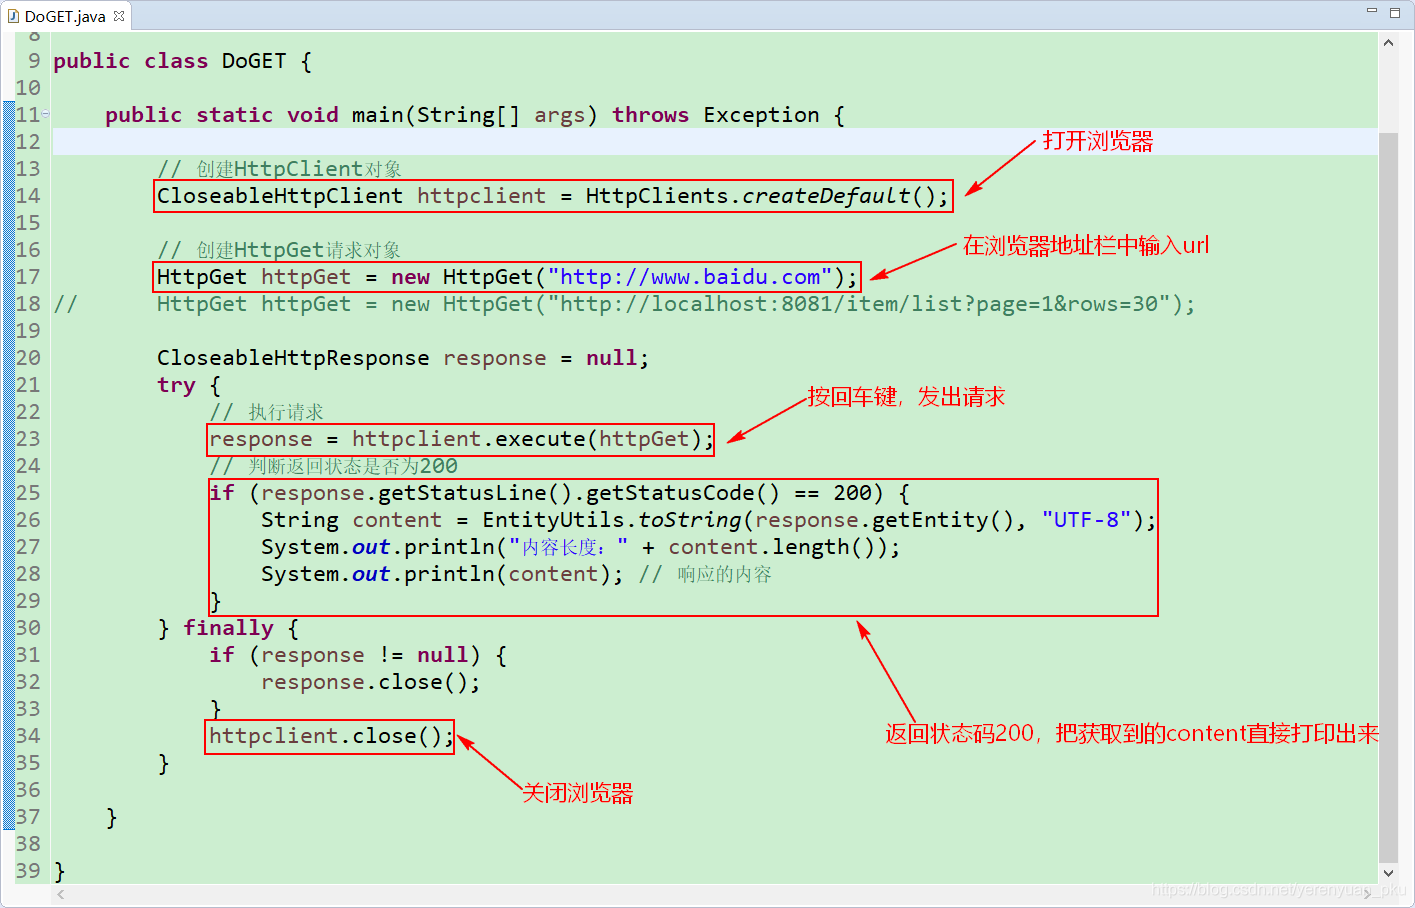 DoGET.java
8
9 public class DoGET {
10
11 public static void main(String[] args) throws Exception {
12
打开浏览器
13 // 创建HttpClient对象
14 CloseableHttpClient httpclient = HttpClients.createDefault();
15
16 // 创建HttpGet请求对象
在浏览器地址栏中输入url
17 HttpGet httpGet = new HttpGet("http://www.baidu.com");
18 // HttpGet httpGet = new HttpGet("http://localhost:8081/item/list?page=1&rows=30");
19
20 CloseableHttpResponse response = null;
21 try {
按回车键，发出请求
22 // 执行请求
23 response = httpclient.execute(httpGet);
24 // 判断返回状态是否为200
25 if (response.getStatusLine().getStatusCode() == 200) {
26 String content = EntityUtils.toString(response.getEntity(), "UTF-8");
27 System.out.println("内容长度：" + content.length());
28 System.out.println(content); // 响应的内容
29 }
30 } finally {
31 if (response != null) {
32 response.close();
33 }
34 httpclient.close();
返回状态码200，把获取到的content直接打印出来
35 }
36
关闭浏览器
37 }
38
39 }
https://blog.csdn.net/yerenyuan_pku